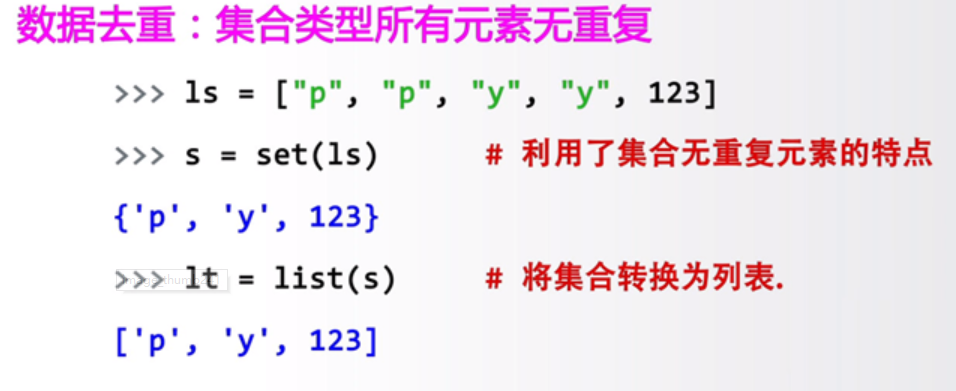 数据去重：集合类型所有元素无重复
>>> ls = ["p", "p", "y", "y", 123]
>>> s = set(ls) # 利用了集合无重复元素的特点
{'p', 'y', 123}
>>> lt = list(s) # 将集合转换为列表.
['p', 'y', 123]